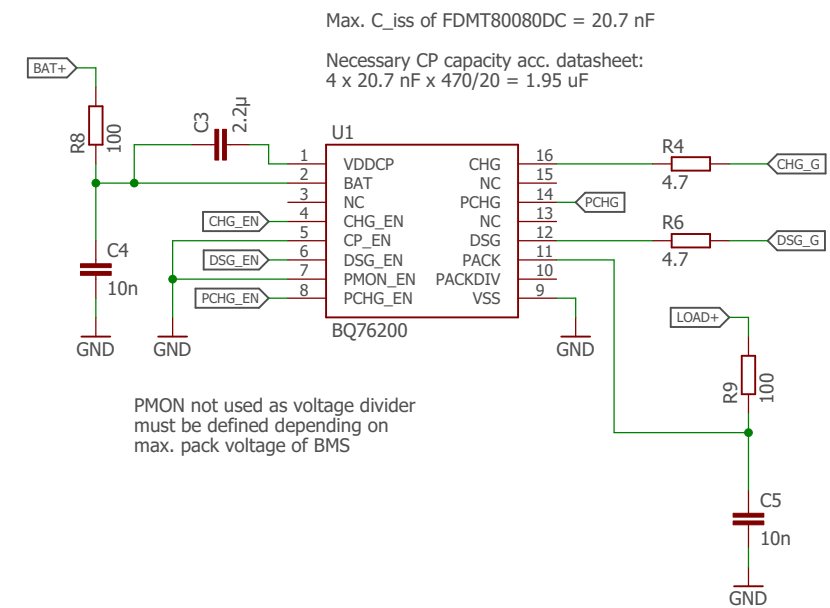 Max. C_iss of FDMT80080DC = 20.7 nF
Necessary CP capacity acc. datasheet:
4 x 20.7 nF x 470/20 = 1.95 uF
BAT+
R8
100
C3
2.2µ
C4
10n
GND
GND
U1
1 VDDCP
2 BAT
3 NC
4 CHG_EN
5 CP_EN
6 DSG_EN
7 PMON_EN
8 PCHG_EN
CHG_EN
DSG_EN
PCHG_EN
CHG 16
NC 15
PCHG 14
NC 13
DSG 12
PACK 11
PACKDIV 10
VSS 9
BQ76200
GND
PCHG
R4
4.7
CHG_G
R6
4.7
DSG_G
LOAD+
R9
100
C5
10n
GND
PMON not used as voltage divider
must be defined depending on
max. pack voltage of BMS